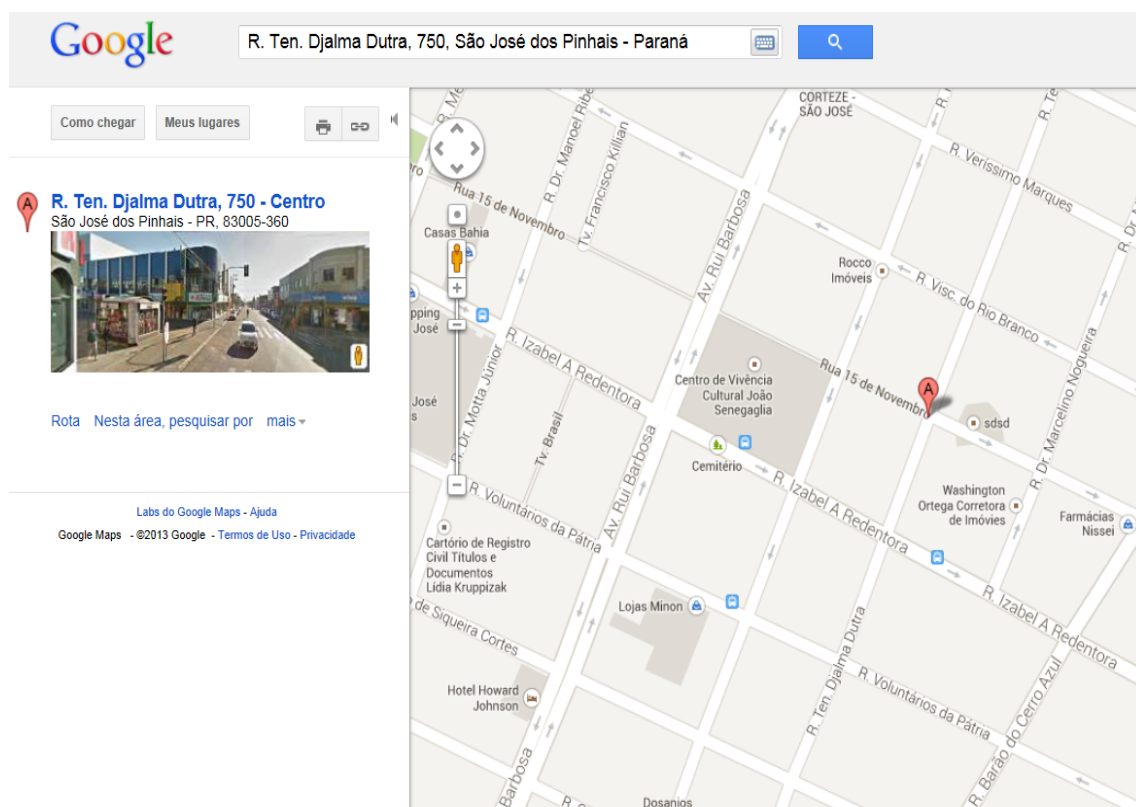 Google
R. Ten. Djalma Dutra, 750, São José dos Pinhais - Paraná
Como chegar
Meus lugares
A
R. Ten. Djalma Dutra, 750 - Centro
São José dos Pinhais - PR, 83005-360
Rota Nesta área, pesquisar por mais
Labs do Google Maps - Ajuda
Google Maps - ©2013 Google - Termos de Uso - Privacidade
CORTEZE -
SÃO JOSÉ
R. Dr. Manoel Ribe
Tv. Francisco Killian
R. Veríssimo Marques
Rua 15 de Novembro
Casas Bahia
Av. Rui Barbosa
Rocco
Imóveis
R. Visc. do Rio Branco
pping
José
R. Izabel A Redentora
R. Dr. Motta Júnior
Centro de Vivência
Cultural João
Senegaglia
Rua 15 de Novembro
A
sdsd
R. Dr. Marcelino Nogueira
José
s
Tv. Brasil
Av. Rui Barbosa
Cemitério
R. Izabel A Redentora
Washington
Ortega Corretora
de Imóvies
Farmácias
Nissei
R. Voluntários da Pátria
Cartório de Registro
Civil Títulos e
Documentos
Lídia Kruppizak
Lojas Minon
R. Izabel A Redentora
de Siqueira Cortes
R. Ten. Djalma Dutra
R. Voluntários da Pátria
R. Barão do Cerro Azul
Hotel Howard
Johnson
Barbosa
Dosanjos